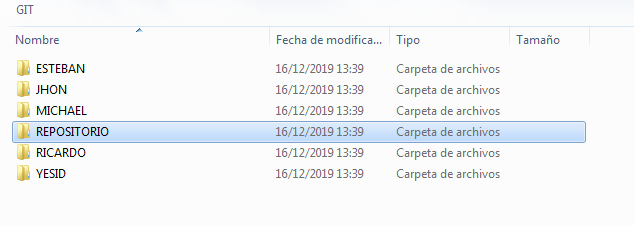 GIT
Nombre Fecha de modifica... Tipo Tamaño
ESTEBAN 16/12/2019 13:39 Carpeta de archivos
JHON 16/12/2019 13:39 Carpeta de archivos
MICHAEL 16/12/2019 13:39 Carpeta de archivos
REPOSITORIO 16/12/2019 13:39 Carpeta de archivos
RICARDO 16/12/2019 13:39 Carpeta de archivos
YESID 16/12/2019 13:39 Carpeta de archivos